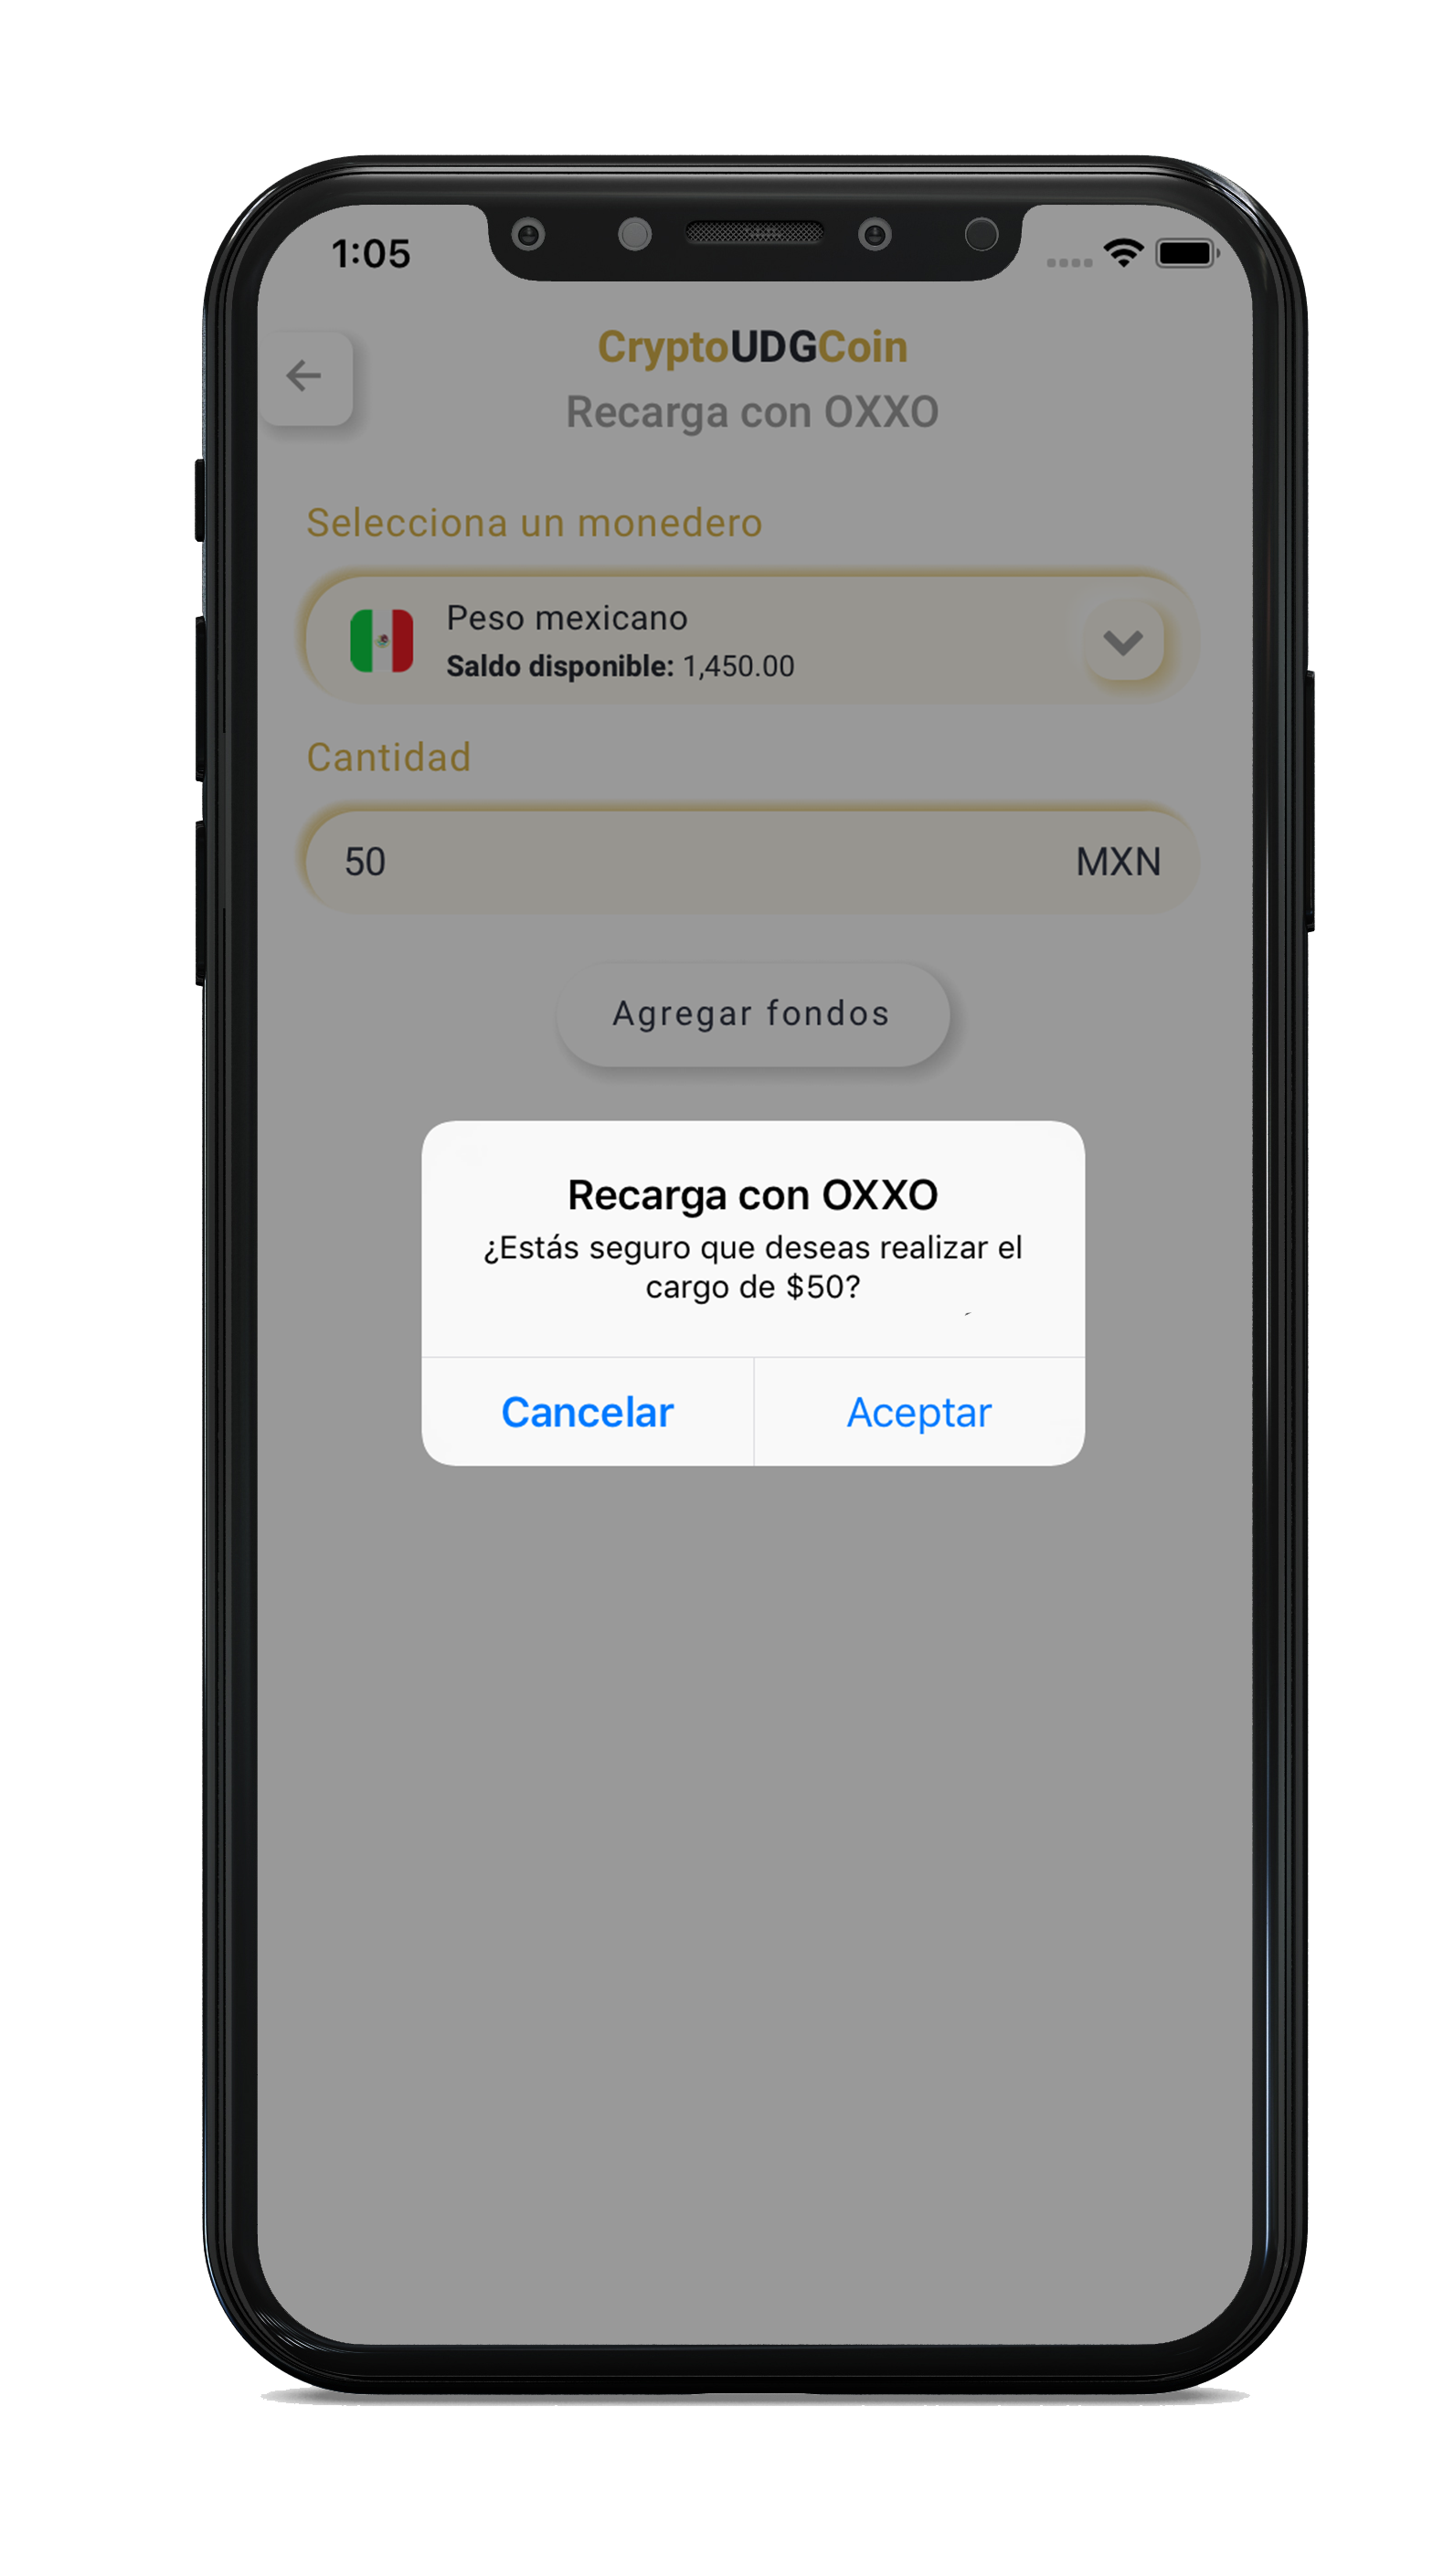 1:05
CryptoUDGCoin
Recarga con OXXO
Selecciona un monedero
Peso mexicano
Saldo disponible: 1,450.00
Cantidad
50 MXN
Agregar fondos
Recarga con OXXO
¿Estás seguro que deseas realizar el
cargo de $50?
Cancelar Aceptar